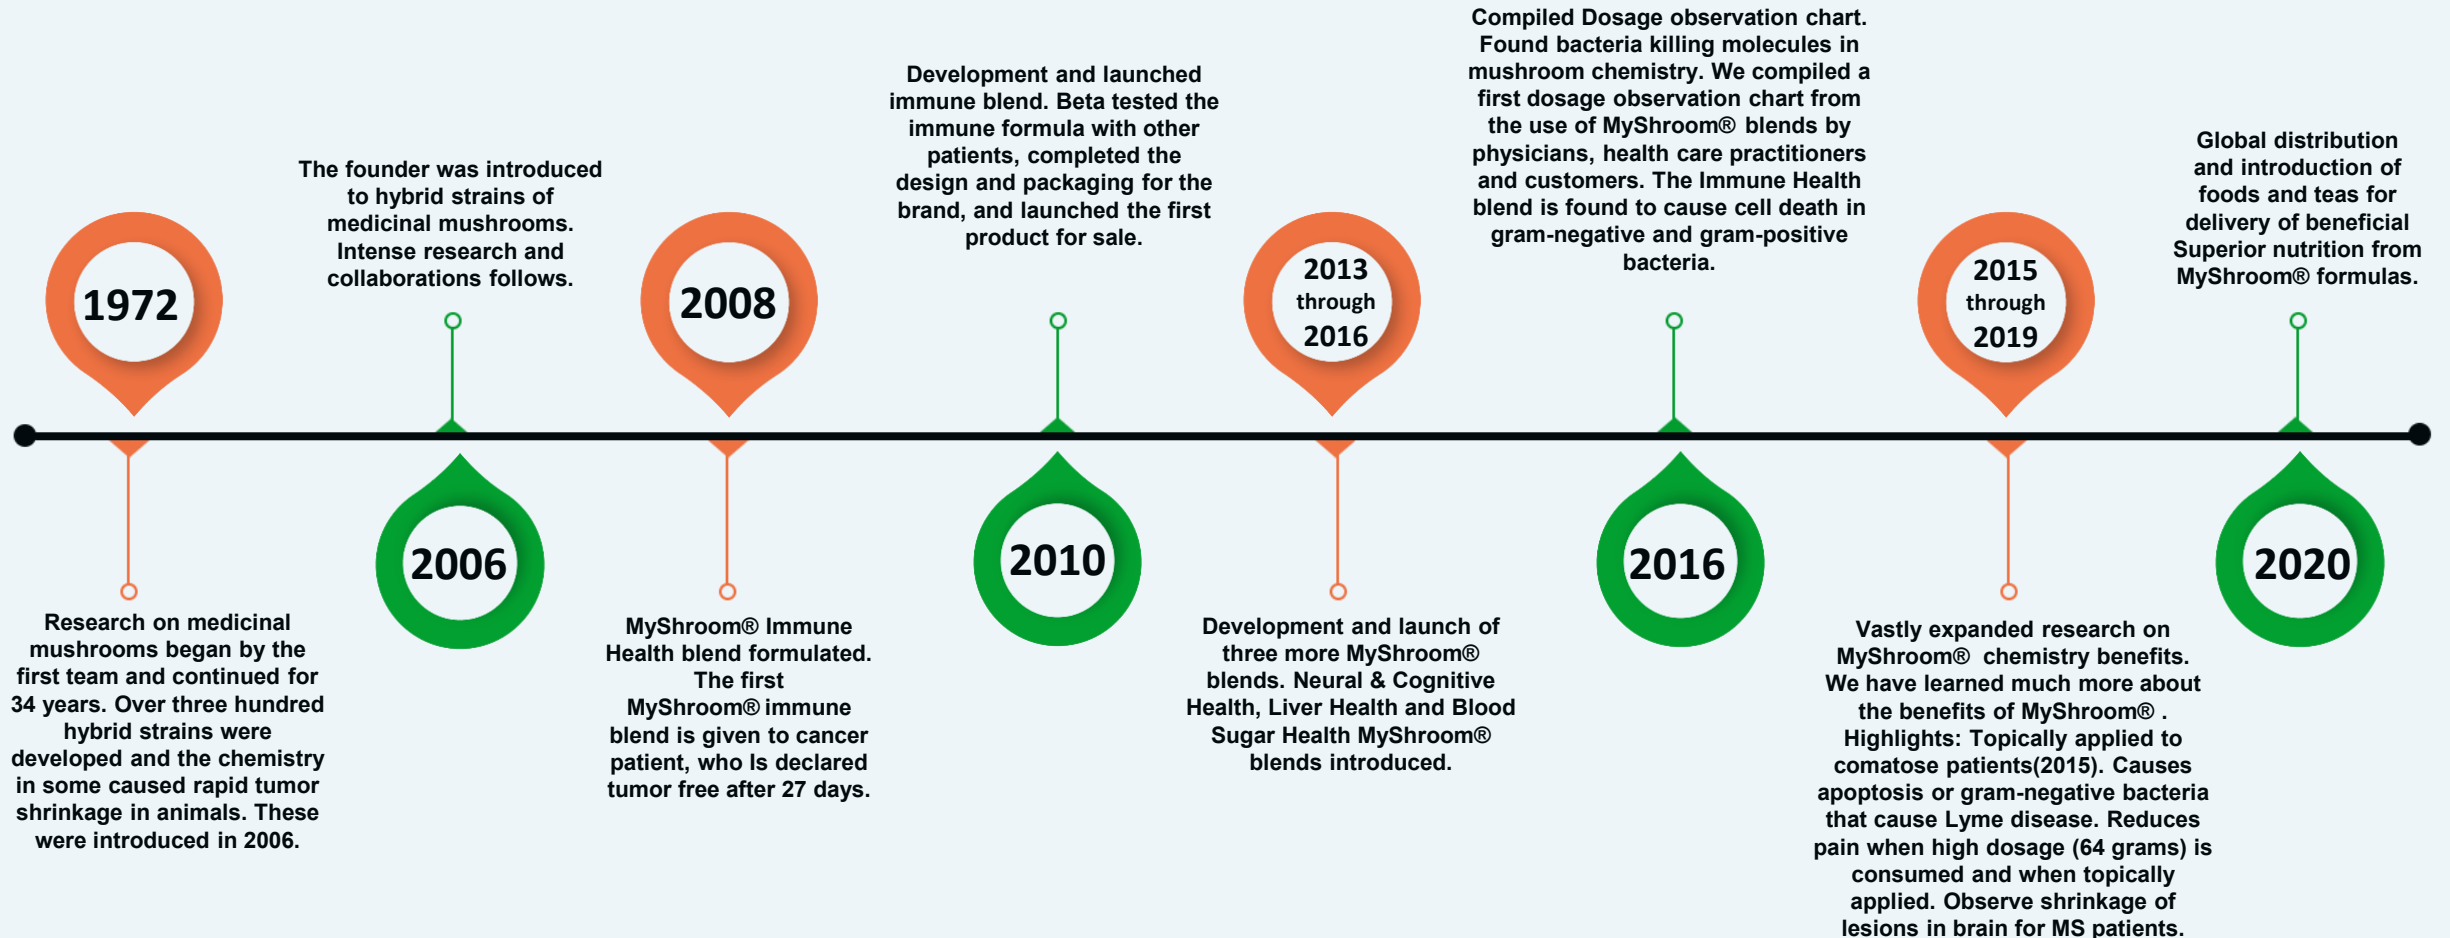 1972
Research on medicinal
mushrooms began by the
first team and continued for
34 years. Over three hundred
hybrid strains were
developed and the chemistry
in some caused rapid tumor
shrinkage in animals. These
were introduced in 2006.
The founder was introduced
to hybrid strains of
medicinal mushrooms.
Intense research and
collaborations follows.
2006
2008
MyShroom® Immune
Health blend formulated.
The first
MyShroom® immune
blend is given to cancer
patient, who Is declared
tumor free after 27 days.
Development and launched
immune blend. Beta tested the
immune formula with other
patients, completed the
design and packaging for the
brand, and launched the first
product for sale.
2010
2013
through
2016
Development and launch of
three more MyShroom®
blends. Neural & Cognitive
Health, Liver Health and Blood
Sugar Health MyShroom®
blends introduced.
Compiled Dosage observation chart.
Found bacteria killing molecules in
mushroom chemistry. We compiled a
first dosage observation chart from
the use of MyShroom® blends by
physicians, health care practitioners
and customers. The Immune Health
blend is found to cause cell death in
gram-negative and gram-positive
bacteria.
2016
2015
through
2019
Vastly expanded research on
MyShroom® chemistry benefits.
We have learned much more about
the benefits of MyShroom® .
Highlights: Topically applied to
comatose patients(2015). Causes
apoptosis or gram-negative bacteria
that cause Lyme disease. Reduces
pain when high dosage (64 grams) is
consumed and when topically
applied. Observe shrinkage of
lesions in brain for MS patients.
Global distribution
and introduction of
foods and teas for
delivery of beneficial
Superior nutrition from
MyShroom® formulas.
2020